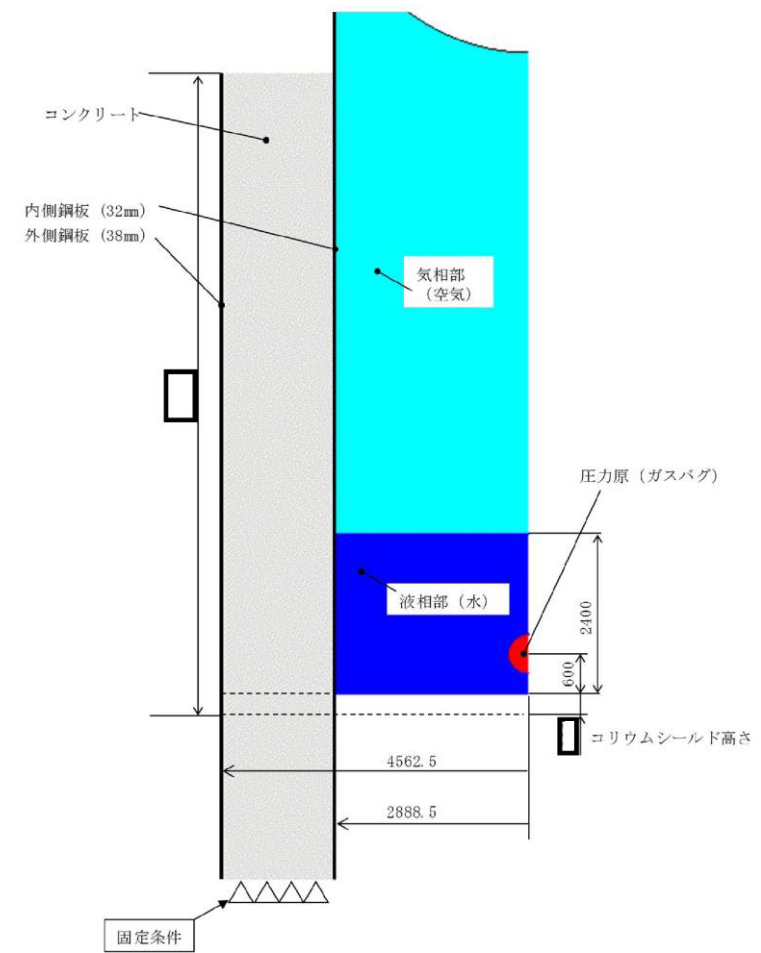 コンクリート
内側鋼板（32㎜）
外側鋼板（38㎜）
気相部
（空気）
圧力原（ガスバグ）
液相部（水）
2400
600
コリウムシールド高さ
4562.5
2888.5
固定条件